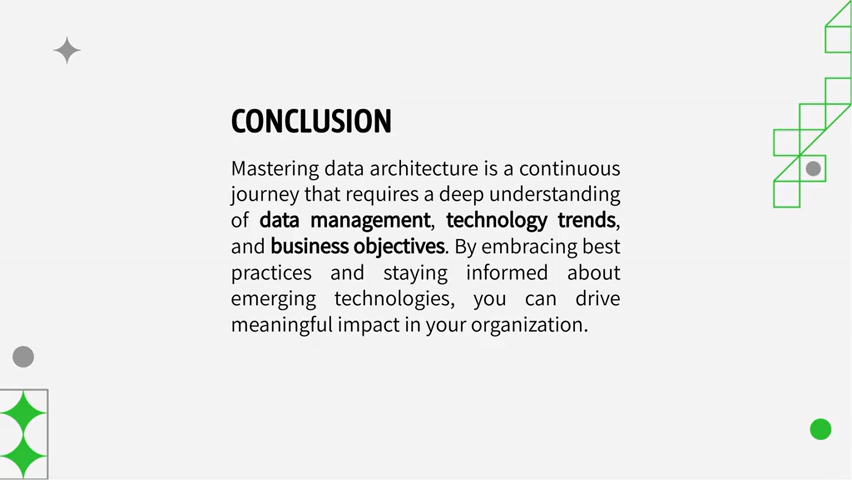 CONCLUSION
Mastering data architecture is a continuous
journey that requires a deep understanding
of data management, technology trends,
and business objectives. By embracing best
practices and staying informed about
emerging technologies, you can drive
meaningful impact in your organization.